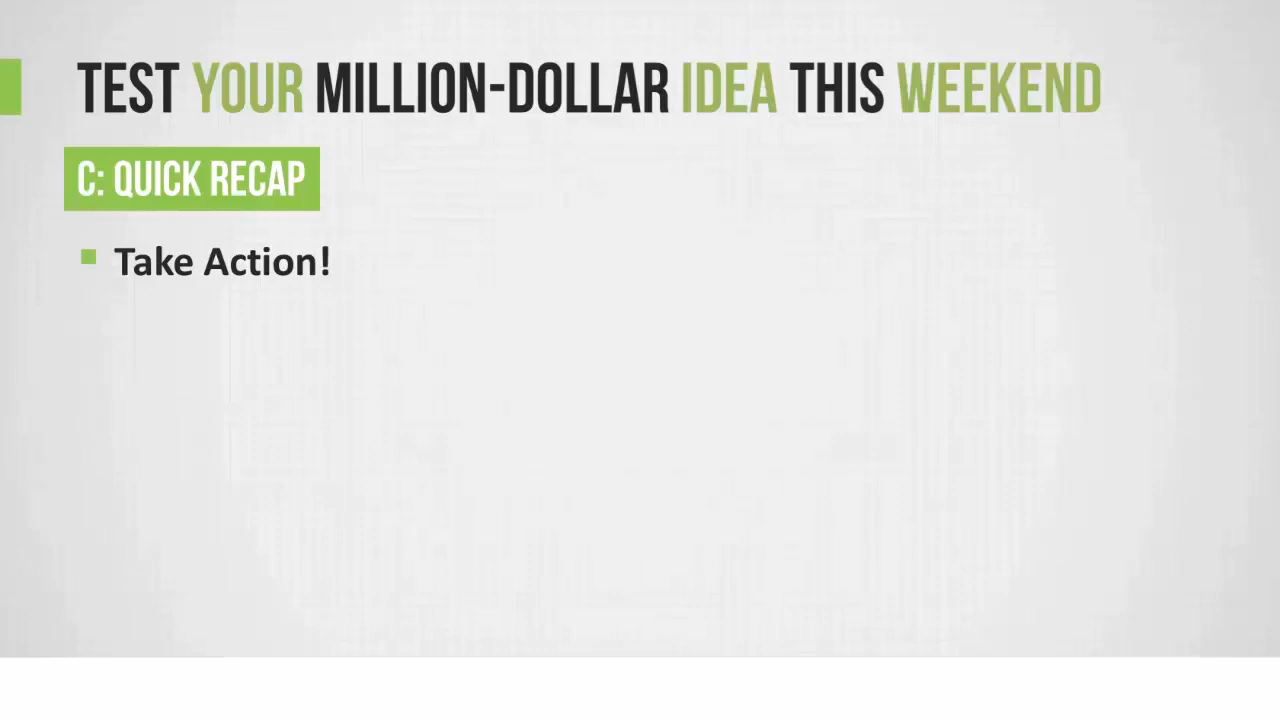 TEST YOUR MILLION-DOLLAR IDEA THIS WEEKEND
C: QUICK RECAP
Take Action!